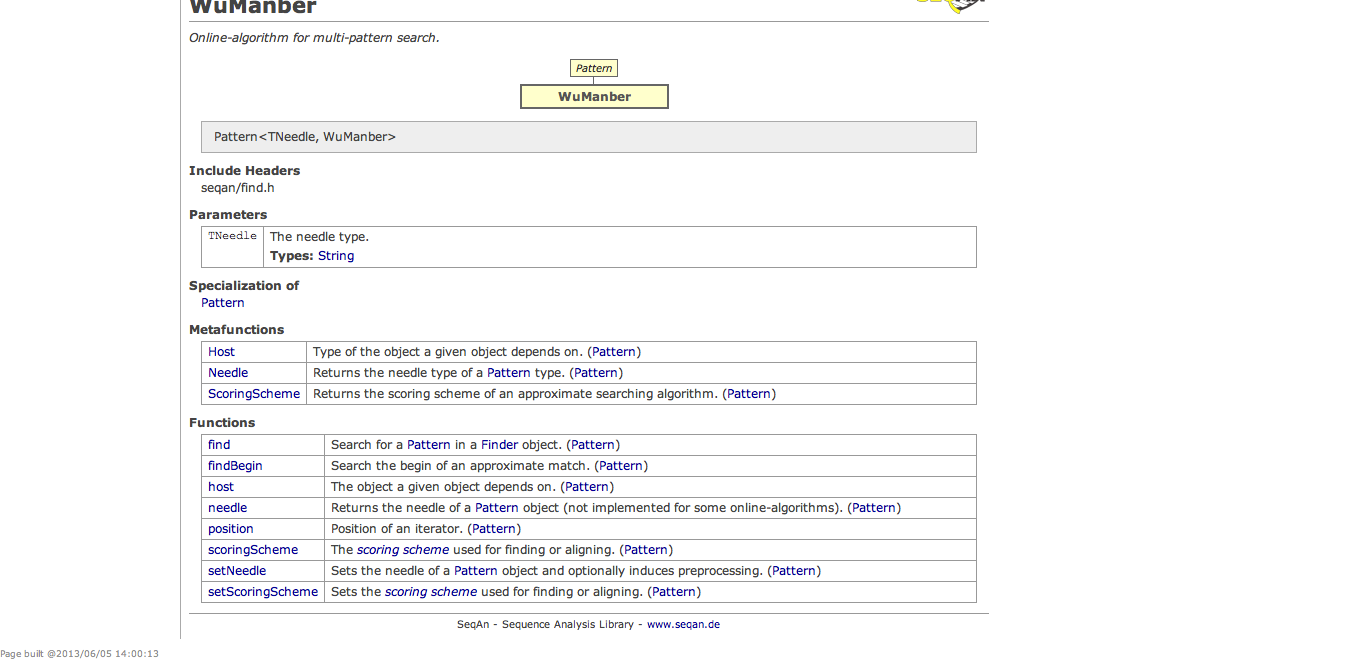 WuManber
Online-algorithm for multi-pattern search.
Pattern
WuManber
Pattern<TNeedle, WuManber>
Include Headers
seqan/find.h
Parameters
TNeedle The needle type.
Types: String
Specialization of
Pattern
Metafunctions
Host Type of the object a given object depends on. (Pattern)
Needle Returns the needle type of a Pattern type. (Pattern)
ScoringScheme Returns the scoring scheme of an approximate searching algorithm. (Pattern)
Functions
find Search for a Pattern in a Finder object. (Pattern)
findBegin Search the begin of an approximate match. (Pattern)
host The object a given object depends on. (Pattern)
needle Returns the needle of a Pattern object (not implemented for some online-algorithms). (Pattern)
position Position of an iterator. (Pattern)
scoringScheme The scoring scheme used for finding or aligning. (Pattern)
setNeedle Sets the needle of a Pattern object and optionally induces preprocessing. (Pattern)
setScoringScheme Sets the scoring scheme used for finding or aligning. (Pattern)
SeqAn - Sequence Analysis Library - www.seqan.de
Page built @2013/06/05 14:00:13